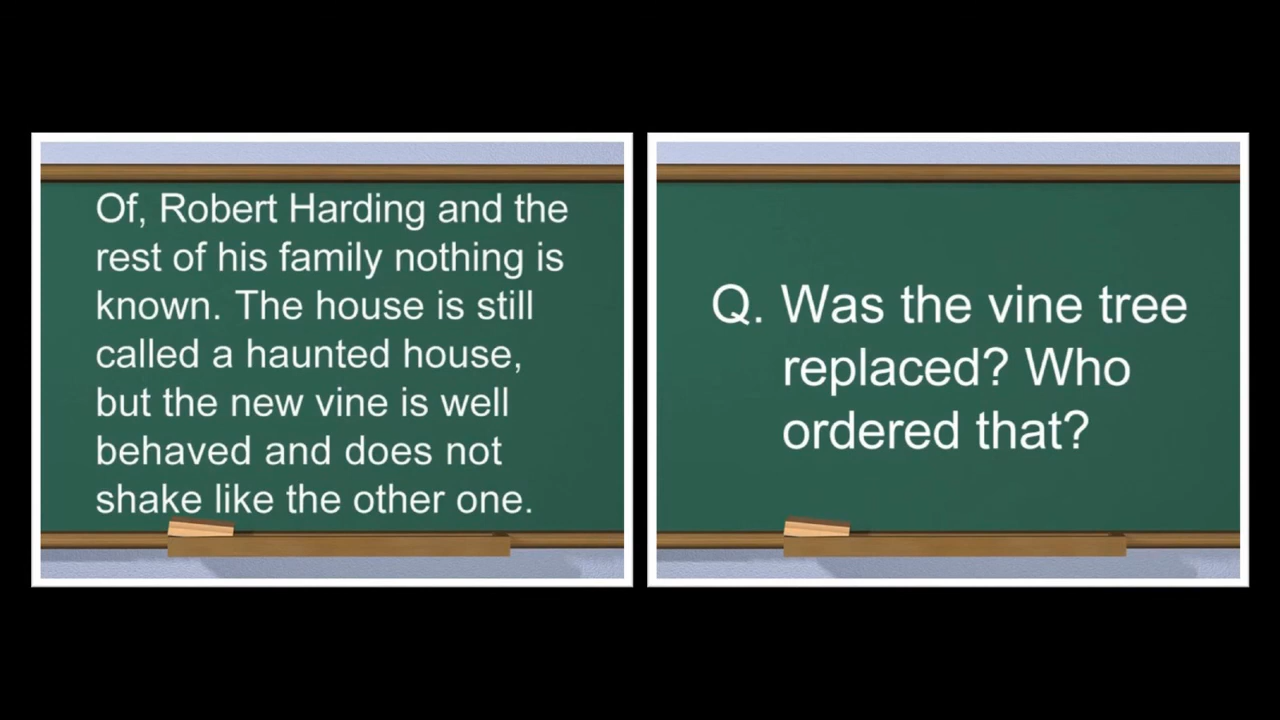 Of, Robert Harding and the
rest of his family nothing is
known. The house is still
called a haunted house,
but the new vine is well
behaved and does not
shake like the other one.
Q. Was the vine tree
replaced? Who
ordered that?